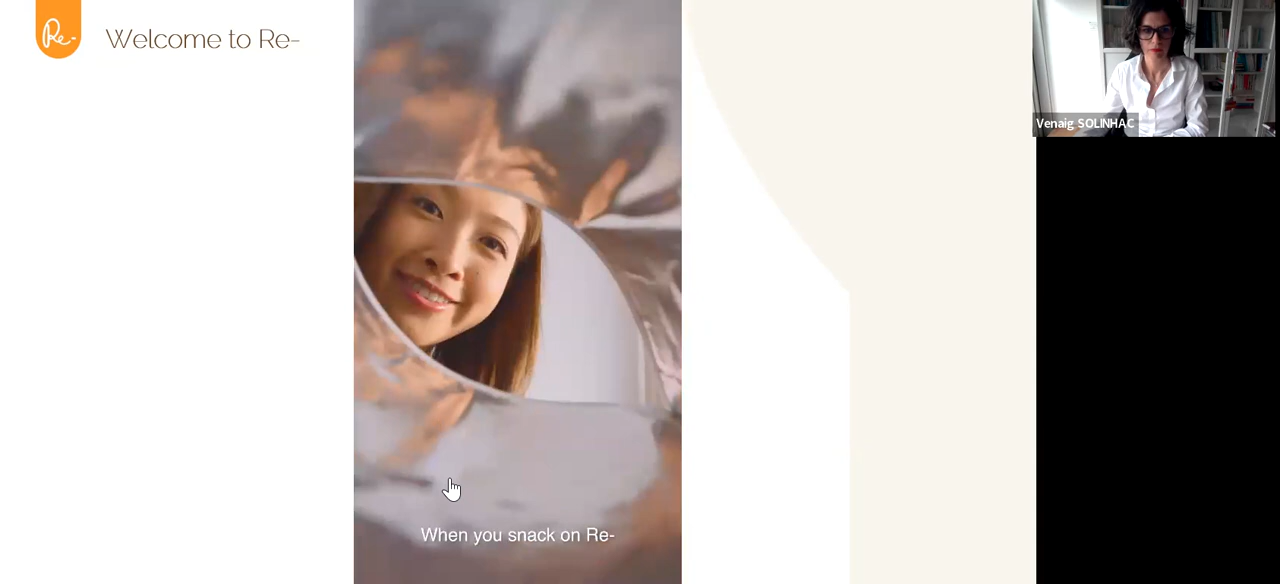 Re-
Welcome to Re-
Venaig SOLINHAC
When you snack on Re-